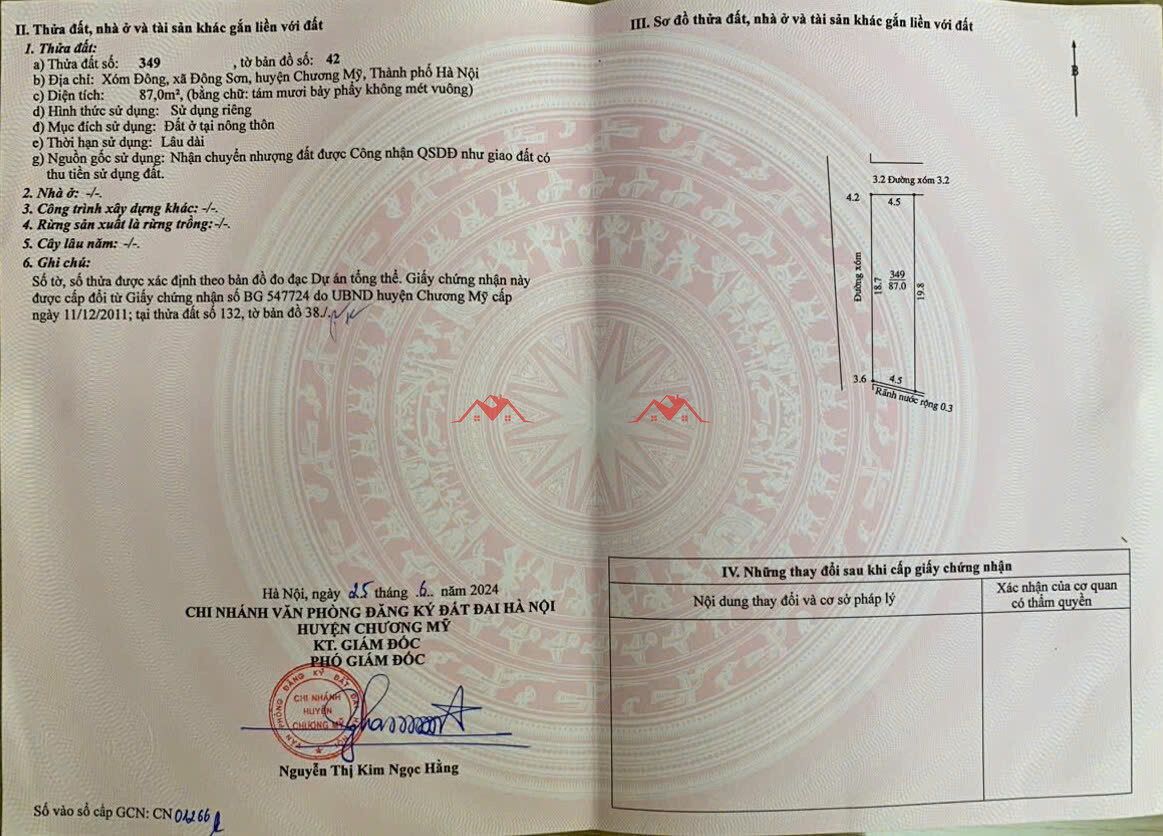 II. Thửa đất, nhà ở và tài sản khác gắn liền với đất
1. Thửa đất:
a) Thửa đất số: 349 , tờ bản đồ số: 42
b) Địa chỉ: Xóm Đông, xã Đông Sơn, huyện Chương Mỹ, Thành phố Hà Nội
c) Diện tích: 87,0m², (bằng chữ: tám mươi bảy phẩy không mét vuông)
d) Hình thức sử dụng: Sử dụng riêng
đ) Mục đích sử dụng: Đất ở tại nông thôn
e) Thời hạn sử dụng: Lâu dài
g) Nguồn gốc sử dụng: Nhận chuyển nhượng đất được Công nhận QSDĐ như giao đất có
thu tiền sử dụng đất.
2. Nhà ở: -/-.
3. Công trình xây dựng khác: -/-.
4. Rừng sản xuất là rừng trồng: -/-.
5. Cây lâu năm: -/-.
6. Ghi chú:
Số tờ, số thửa được xác định theo bản đồ đo đạc Dự án tổng thể. Giấy chứng nhận này
được cấp đổi từ Giấy chứng nhận số BG 547724 do UBND huyện Chương Mỹ cấp
ngày 11/12/2011; tại thửa đất số 132, tờ bản đồ 38./.
Hà Nội, ngày 25 tháng .6.. năm 2024
CHI NHÁNH VĂN PHÒNG ĐĂNG KÝ ĐẤT ĐAI HÀ NỘI
HUYỆN CHƯƠNG MỸ
KT. GIÁM ĐỐC
PHÓ GIÁM ĐỐC
VĂN PHÒNG ĐĂNG KÝ ĐẤT ĐAI
CHI NHÁNH
HUYỆN
CHƯƠNG MỸ
Nguyễn Thị Kim Ngọc Hằng
Số vào sổ cấp GCN: CN
III. Sơ đồ thửa đất, nhà ở và tài sản khác gắn liền với đất
B
3.2 Đường xóm 3.2
4.2
4.5
Đường xóm
18.7
349
87.0
19.8
3.6
4.5
Rãnh nước rộng 0.3
IV. Những thay đổi sau khi cấp giấy chứng nhận
Nội dung thay đổi và cơ sở pháp lý
Xác nhận của cơ quan
có thẩm quyền